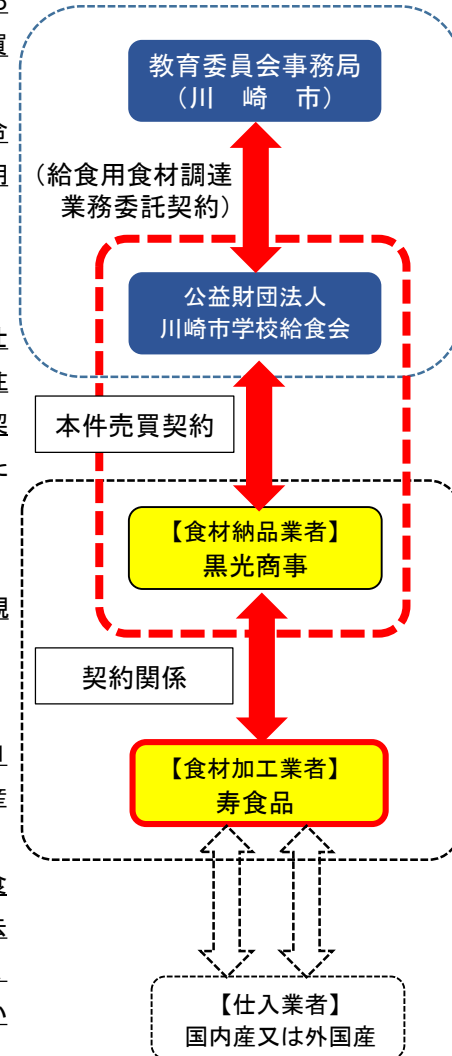 教育委員会事務局
（川　崎　市）
（給食用食材調達
業務委託契約）
公益財団法人
川崎市学校給食会
本件売買契約
【食材納品業者】
黒光商事
契約関係
【食材加工業者】
寿食品
【仕入業者】
国内産又は外国産